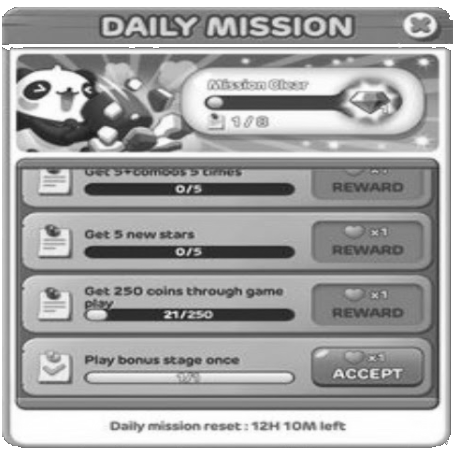 DAILY MISSION
Mission Clear
1/8
Get 5+combos 5 times
0/5
x1
REWARD
Get 5 new stars
0/5
x1
REWARD
Get 250 coins through game
play
21/250
x1
REWARD
Play bonus stage once
1/1
x1
ACCEPT
Daily mission reset : 12H 10M left